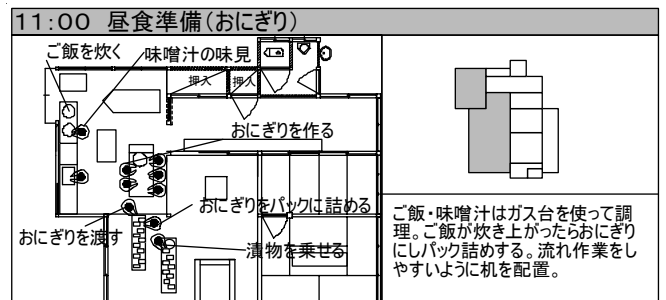 11:00 昼食準備(おにぎり)
ご飯を炊く
味噌汁の味見
押入
押入
おにぎりを作る
おにぎりをパックに詰める
おにぎりを渡す
漬物を乗せる
ご飯・味噌汁はガス台を使って調
理。ご飯が炊き上がったらおにぎり
にしパック詰めする。流れ作業をし
やすいように机を配置。